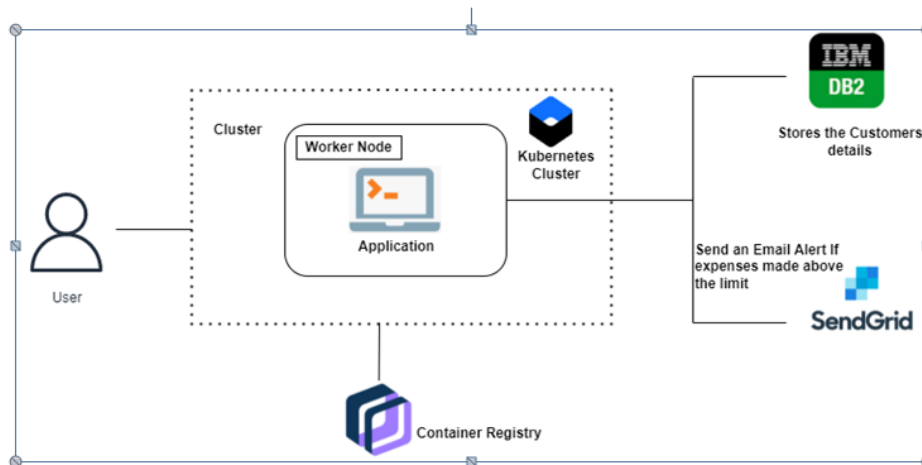 IBM
DB2
Stores the Customers
details
Cluster
Worker Node
Kubernetes
Cluster
Application
User
Send an Email Alert If
expenses made above
the limit
SendGrid
Container Registry